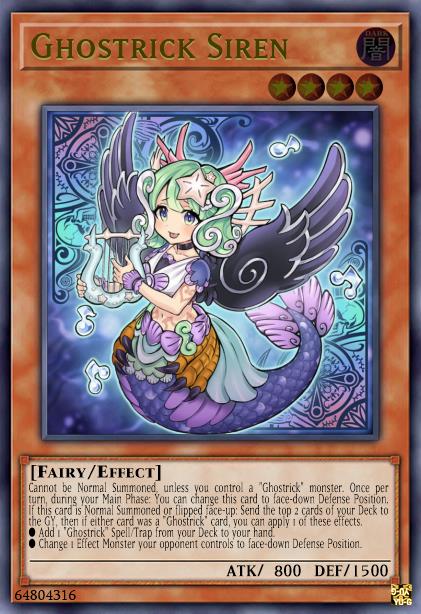 GHOSTRICK SIREN
DARK
闇
[FAIRY/EFFECT]
Cannot be Normal Summoned, unless you control a "Ghostrick" monster. Once per
turn, during your Main Phase: You can change this card to face-down Defense Position.
If this card is Normal Summoned or flipped face-up: Send the top 2 cards of your Deck to
the GY, then if either card was a "Ghostrick" card, you can apply 1 of these effects.
● Add 1 "Ghostrick" Spell/Trap from your Deck to your hand.
● Change 1 Effect Monster your opponent controls to face-down Defense Position.
ATK/ 800 DEF/1500
64804316